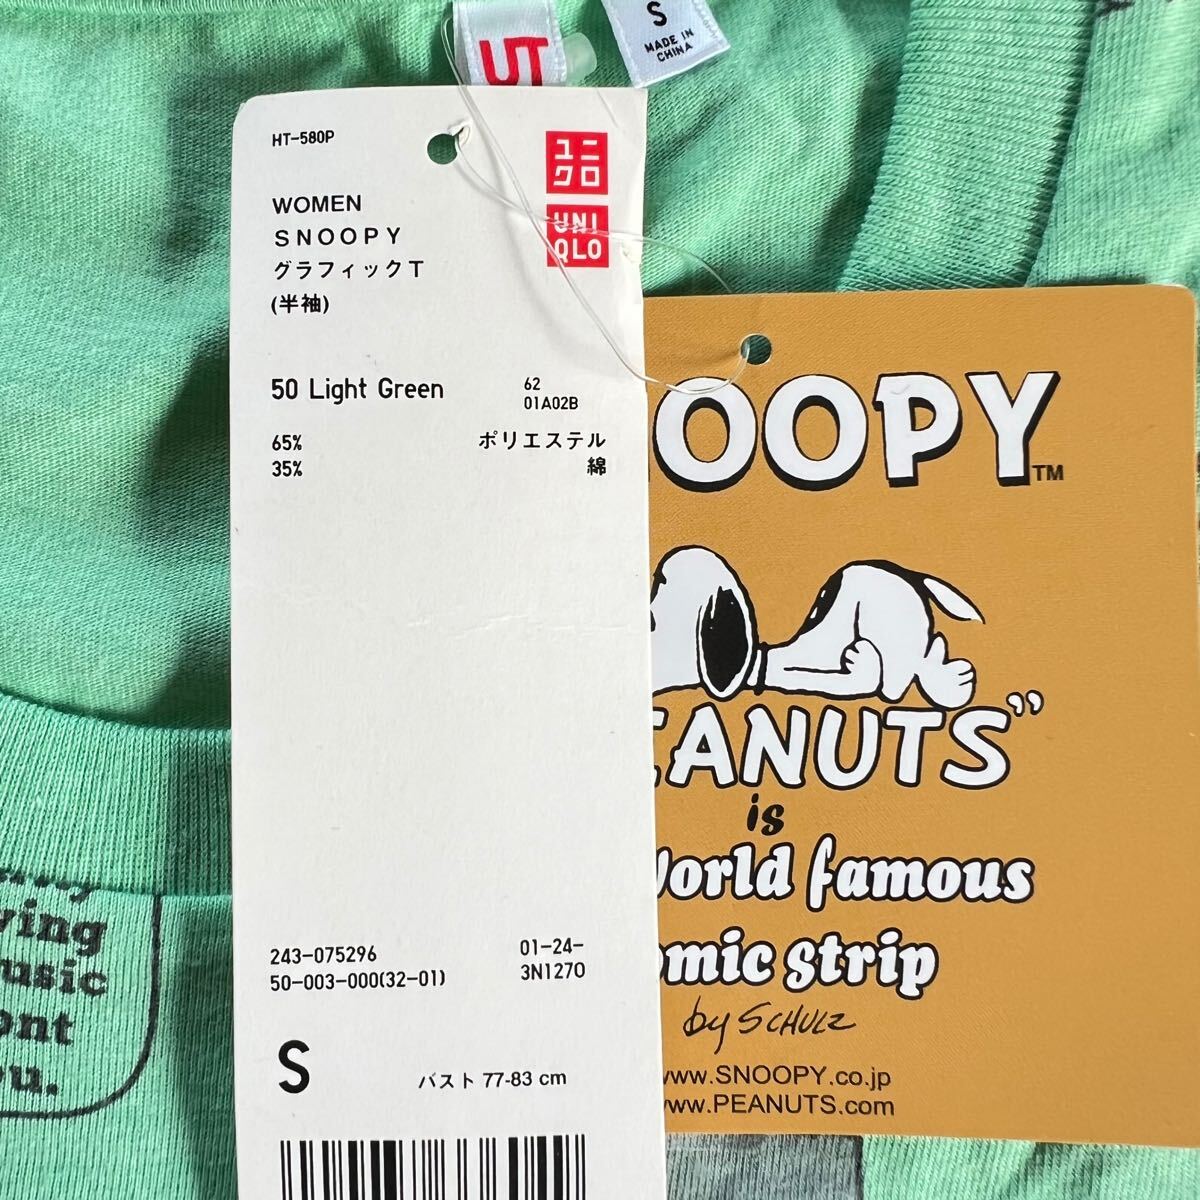 UT
S
MADE IN
CHINA
HT-580P
ユニ
クロ
UNI
QLO
WOMEN
SNOOPY
グラフィックT
(半袖)
50 Light Green
62
01A02B
65% ポリエステル
35% 綿
243-075296
50-003-000(32-01)
01-24-
3N1270
S
バスト 77-83 cm
OOPY™
EANUTS”
is
orld famous
omic strip
by SCHULZ
www.SNOOPY.co.jp
www.PEANUTS.com
ving
usic
ont
ou.